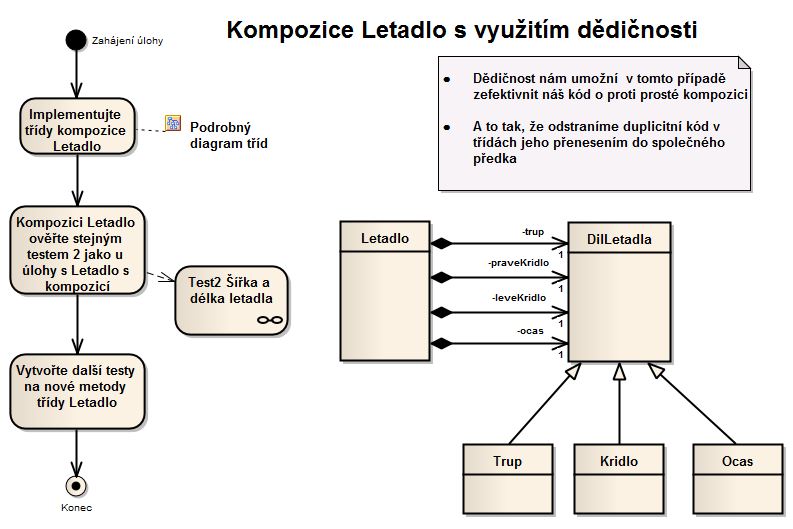 Kompozice Letadlo s využitím dědičnosti
Zahájení úlohy
Implementujte
třídy kompozice
Letadlo
Podrobný
diagram tříd
Kompozici Letadlo
ověřte stejným
testem 2 jako u
úlohy s Letadlo s
kompozicí
Test2 Šířka a
délka letadla
Vytvořte další testy
na nové metody
třídy Letadlo
Konec
• Dědičnost nám umožní v tomto případě
zefektivnit náš kód o proti prosté kompozici
• A to tak, že odstraníme duplicitní kód v
třídách jeho přenesením do společného
předka
Letadlo
-trup
1
-praveKridlo
1
-leveKridlo
1
-ocas
1
DilLetadla
Trup
Kridlo
Ocas